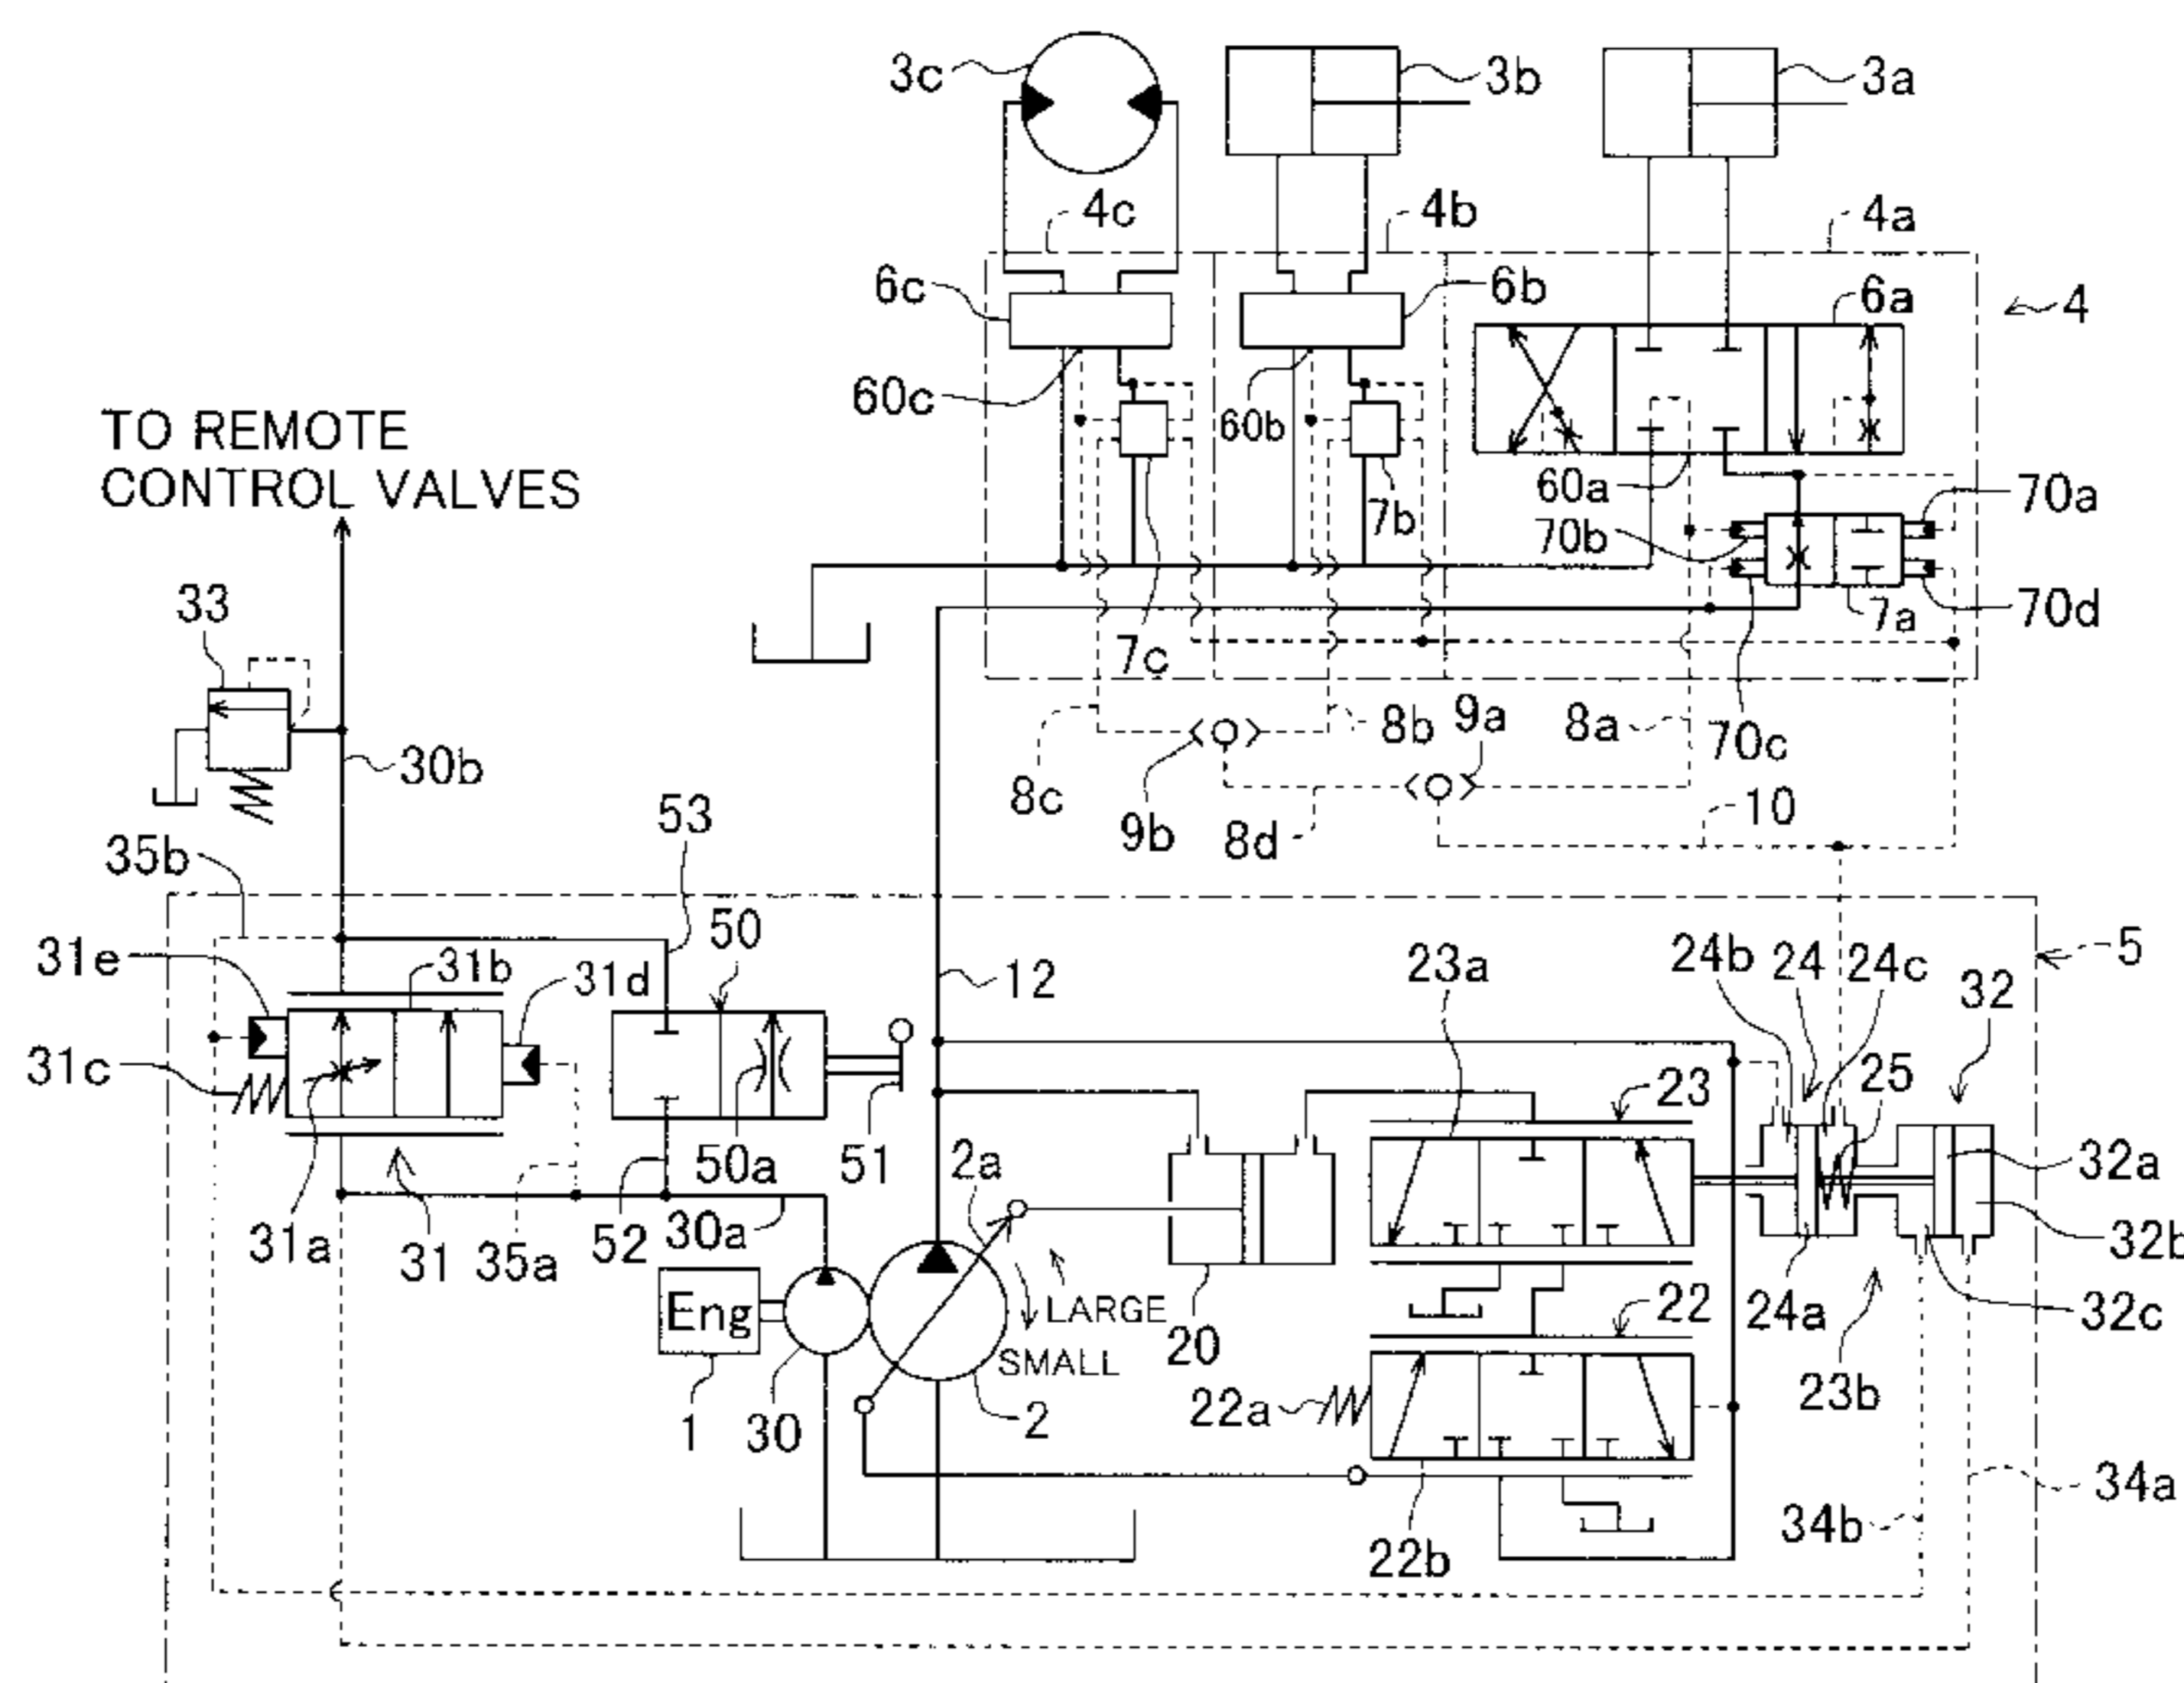 3c
3b
3a
4c
4b
4a
6c
6b
6a
4
60c
60b
60a
70a
TO REMOTE
CONTROL VALVES
7b
70b
70d
7a
33
7c
30b
8c
8b
9a
8a
70c
9b
8d
10
53
35b
50
31e
31b
31d
12
23a
24b
24
24c
5
32
31c
25
23
50a
51
2a
32a
31a
31
35a
52
30a
32b
Eng
LARGE
20
22
24a
32c
SMALL
1
30
2
22a
23b
34a
34b
22b